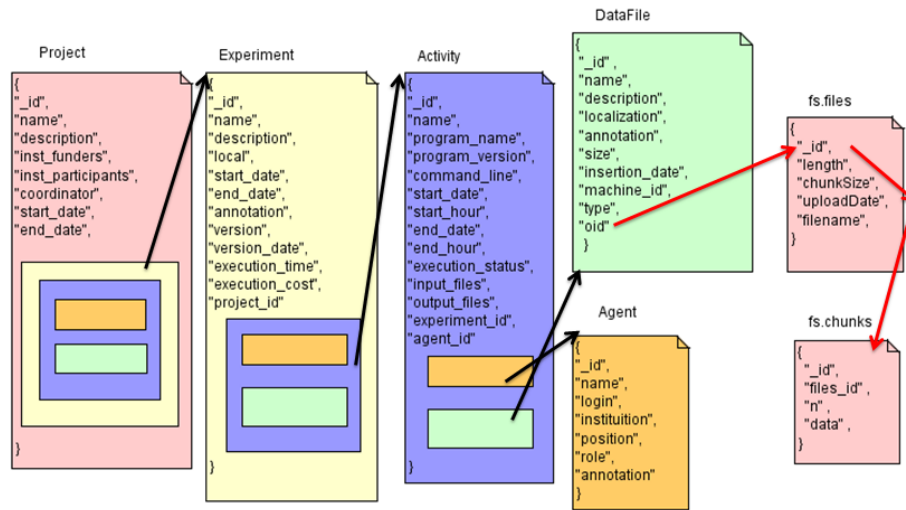 Project
{
"_id",
"name",
"description",
"inst_funders",
"inst_participants",
"coordinator",
"start_date",
"end_date",
}
Experiment
{
"_id",
"name",
"description",
"local",
"start_date",
"end_date",
"annotation",
"version",
"version_date",
"execution_time",
"execution_cost",
"project_id"
}
Activity
{
"_id",
"name",
"program_name",
"program_version",
"command_line",
"start_date",
"start_hour",
"end_date",
"end_hour",
"execution_status",
"input_files",
"output_files",
"experiment_id",
"agent_id"
}
DataFile
{
"_id" ,
"name",
"description",
"localization",
"annotation",
"size",
"insertion_date",
"machine_id",
"type",
"oid"
}
Agent
{
"_id",
"name",
"login",
"instituition",
"position",
"role",
"annotation"
}
fs.files
{
"_id",
"length",
"chunkSize",
"uploadDate",
"filename",
}
fs.chunks
{
"_id",
"files_id" ,
"n" ,
"data" ,
}